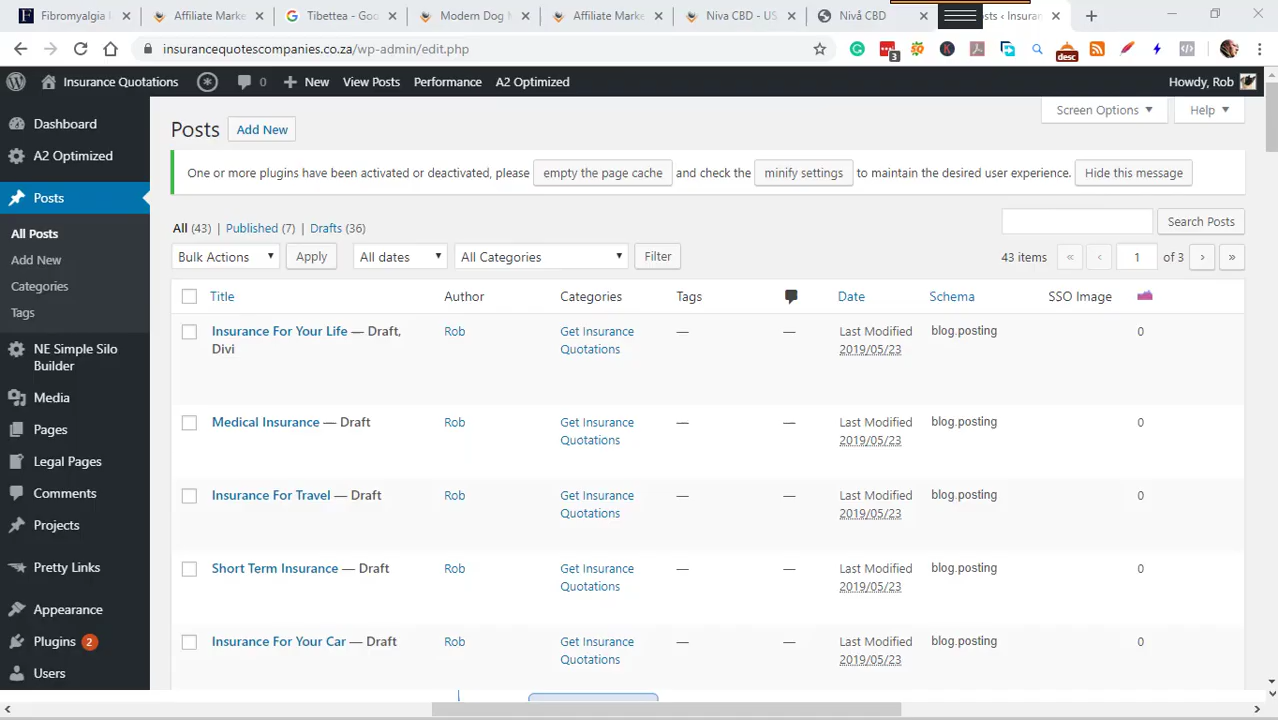 Fibromyalgia
Affiliate Mark
Tibettea - Goo
Modern Dog
Affiliate Marke
Niva CBD - US
Nivå CBD
sts ‹ Insuran
insurancequotescompanies.co.za/wp-admin/edit.php
3
desc
Insurance Quotations
0
New
View Posts
Performance
A2 Optimized
Howdy, Rob
Dashboard
A2 Optimized
Posts
All Posts
Add New
Categories
Tags
NE Simple Silo
Builder
Media
Pages
Legal Pages
Comments
Projects
Pretty Links
Appearance
Plugins 2
Users
Screen Options
Help
Posts
Add New
One or more plugins have been activated or deactivated, please empty the page cache and check the minify settings to maintain the desired user experience. Hide this message
All (43) | Published (7) | Drafts (36)
Search Posts
Bulk Actions
Apply
All dates
All Categories
Filter
43 items « ‹ 1 of 3 › »
Title Author Categories Tags Date Schema SSO Image
Insurance For Your Life — Draft, Rob Get Insurance — — Last Modified blog.posting 0
Divi Quotations 2019/05/23
Medical Insurance — Draft Rob Get Insurance — — Last Modified blog.posting 0
Quotations 2019/05/23
Insurance For Travel — Draft Rob Get Insurance — — Last Modified blog.posting 0
Quotations 2019/05/23
Short Term Insurance — Draft Rob Get Insurance — — Last Modified blog.posting 0
Quotations 2019/05/23
Insurance For Your Car — Draft Rob Get Insurance — — Last Modified blog.posting 0
Quotations 2019/05/23